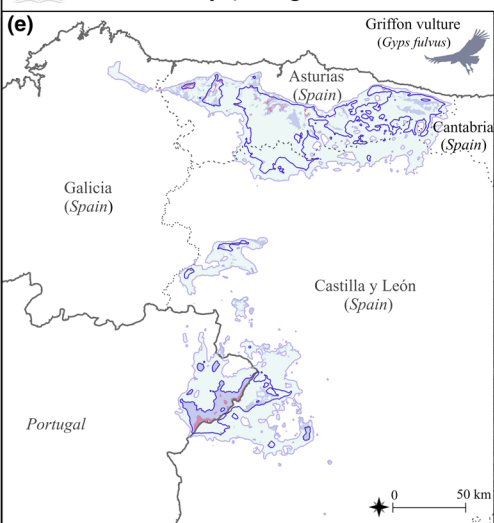 (e)
Griffon vulture
(Gyps fulvus)
Asturias
(Spain)
Cantabria
(Spain)
Galicia
(Spain)
Castilla y León
(Spain)
Portugal
0 50 km